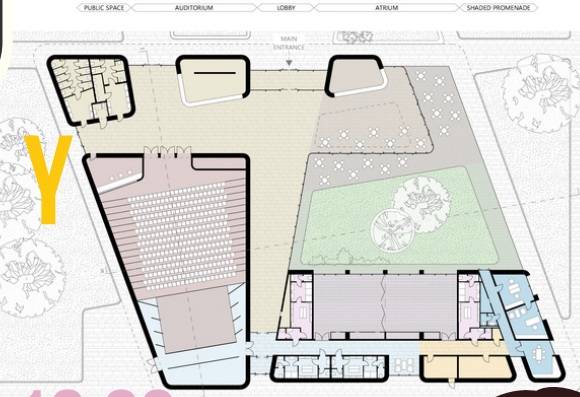 PUBLIC SPACE AUDITORIUM LOBBY ATRIUM SHADED PROMENADE
MAIN
ENTRANCE
Y